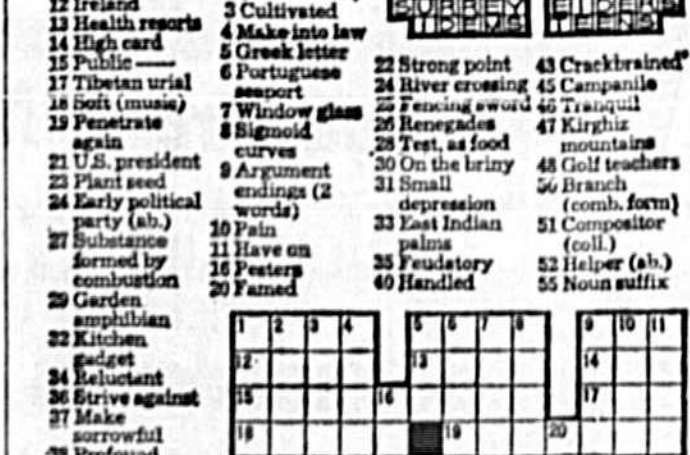 12 Ireland
13 Health resorts
14 High card
15 Public ——
17 Tibetan urial
18 Soft (music)
19 Penetrate
again
21 U.S. president
23 Plant seed
24 Early political
party (ab.)
27 Substance
formed by
combustion
29 Garden
amphibian
32 Kitchen
gadget
34 Reluctant
36 Strive against
37 Make
sorrowful
38 Profound
3 Cultivated
4 Make into law
5 Greek letter
6 Portuguese
seaport
7 Window glass
8 Sigmoid
curves
9 Argument
endings (2
words)
10 Pain
11 Have on
16 Pesters
20 Famed
SURREY
IDEMS
EIDERS
TEENS
22 Strong point
24 River crossing
25 Fencing sword
26 Renegades
28 Test, as food
30 On the briny
31 Small
depression
33 East Indian
palms
35 Feudatory
40 Handled
43 Crackbrained
45 Campanile
46 Tranquil
47 Kirghiz
mountains
48 Golf teachers
50 Branch
(comb. form)
51 Compositor
(coll.)
53 Helper (ab.)
55 Noun suffix
1 2 3 4 5 6 7 8 9 10 11
12 13 14
15 16 17
18 19 20